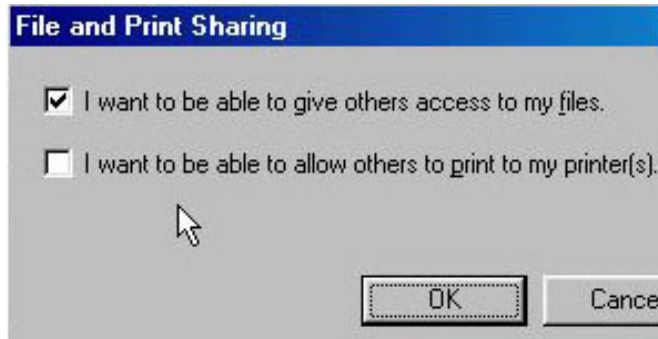 File and Print Sharing
I want to be able to give others access to my files.
I want to be able to allow others to print to my printer(s).
OK Cance